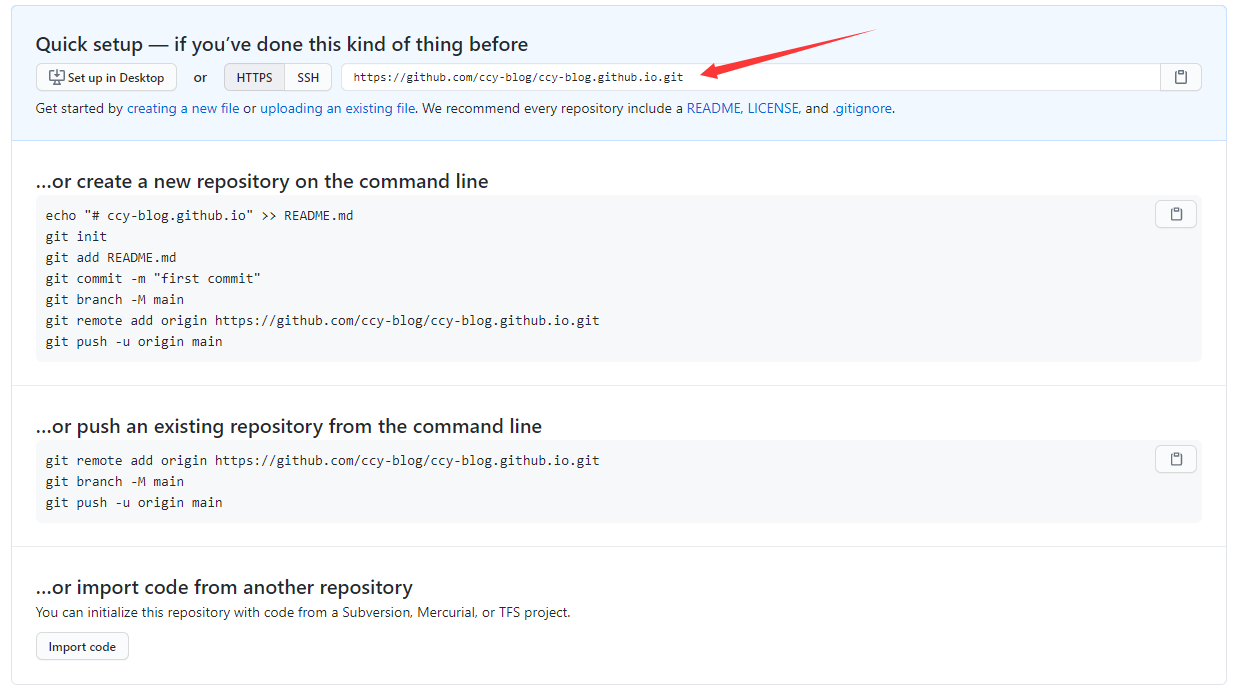 Quick setup — if you’ve done this kind of thing before
Set up in Desktop or HTTPS SSH https://github.com/ccy-blog/ccy-blog.github.io.git
Get started by creating a new file or uploading an existing file. We recommend every repository include a README, LICENSE, and .gitignore.
…or create a new repository on the command line
echo "# ccy-blog.github.io" >> README.md
git init
git add README.md
git commit -m "first commit"
git branch -M main
git remote add origin https://github.com/ccy-blog/ccy-blog.github.io.git
git push -u origin main
…or push an existing repository from the command line
git remote add origin https://github.com/ccy-blog/ccy-blog.github.io.git
git branch -M main
git push -u origin main
…or import code from another repository
You can initialize this repository with code from a Subversion, Mercurial, or TFS project.
Import code